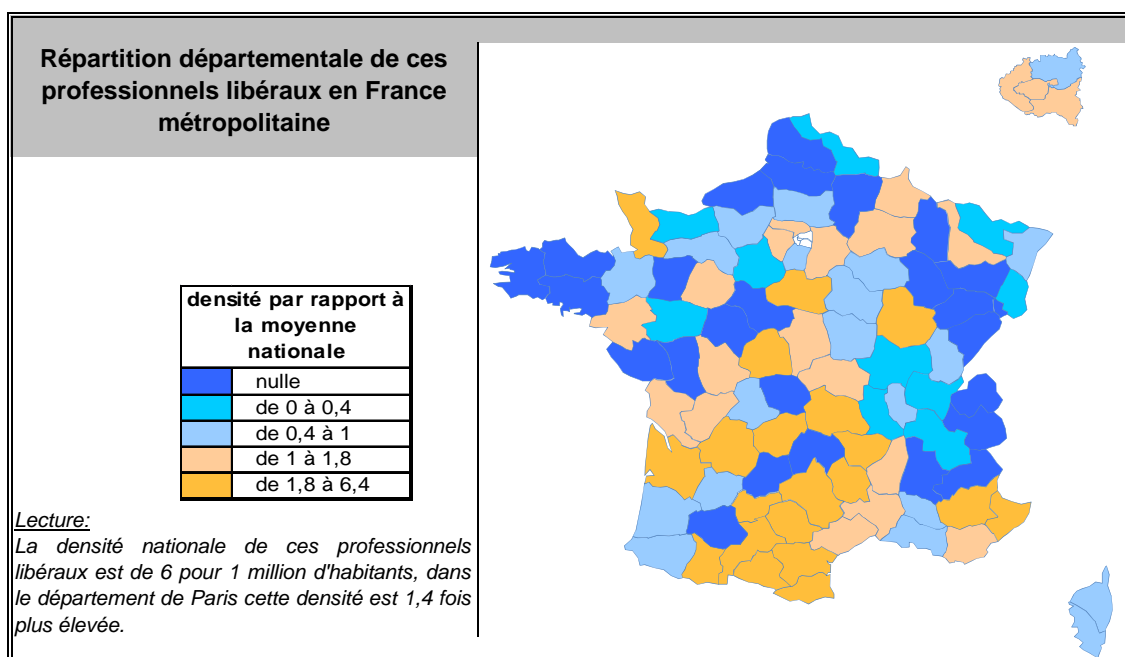 Répartition départementale de ces
professionnels libéraux en France
métropolitaine
densité par rapport à
la moyenne
nationale
nulle
de 0 à 0,4
de 0,4 à 1
de 1 à 1,8
de 1,8 à 6,4
Lecture:
La densité nationale de ces professionnels
libéraux est de 6 pour 1 million d'habitants, dans
le département de Paris cette densité est 1,4 fois
plus élevée.